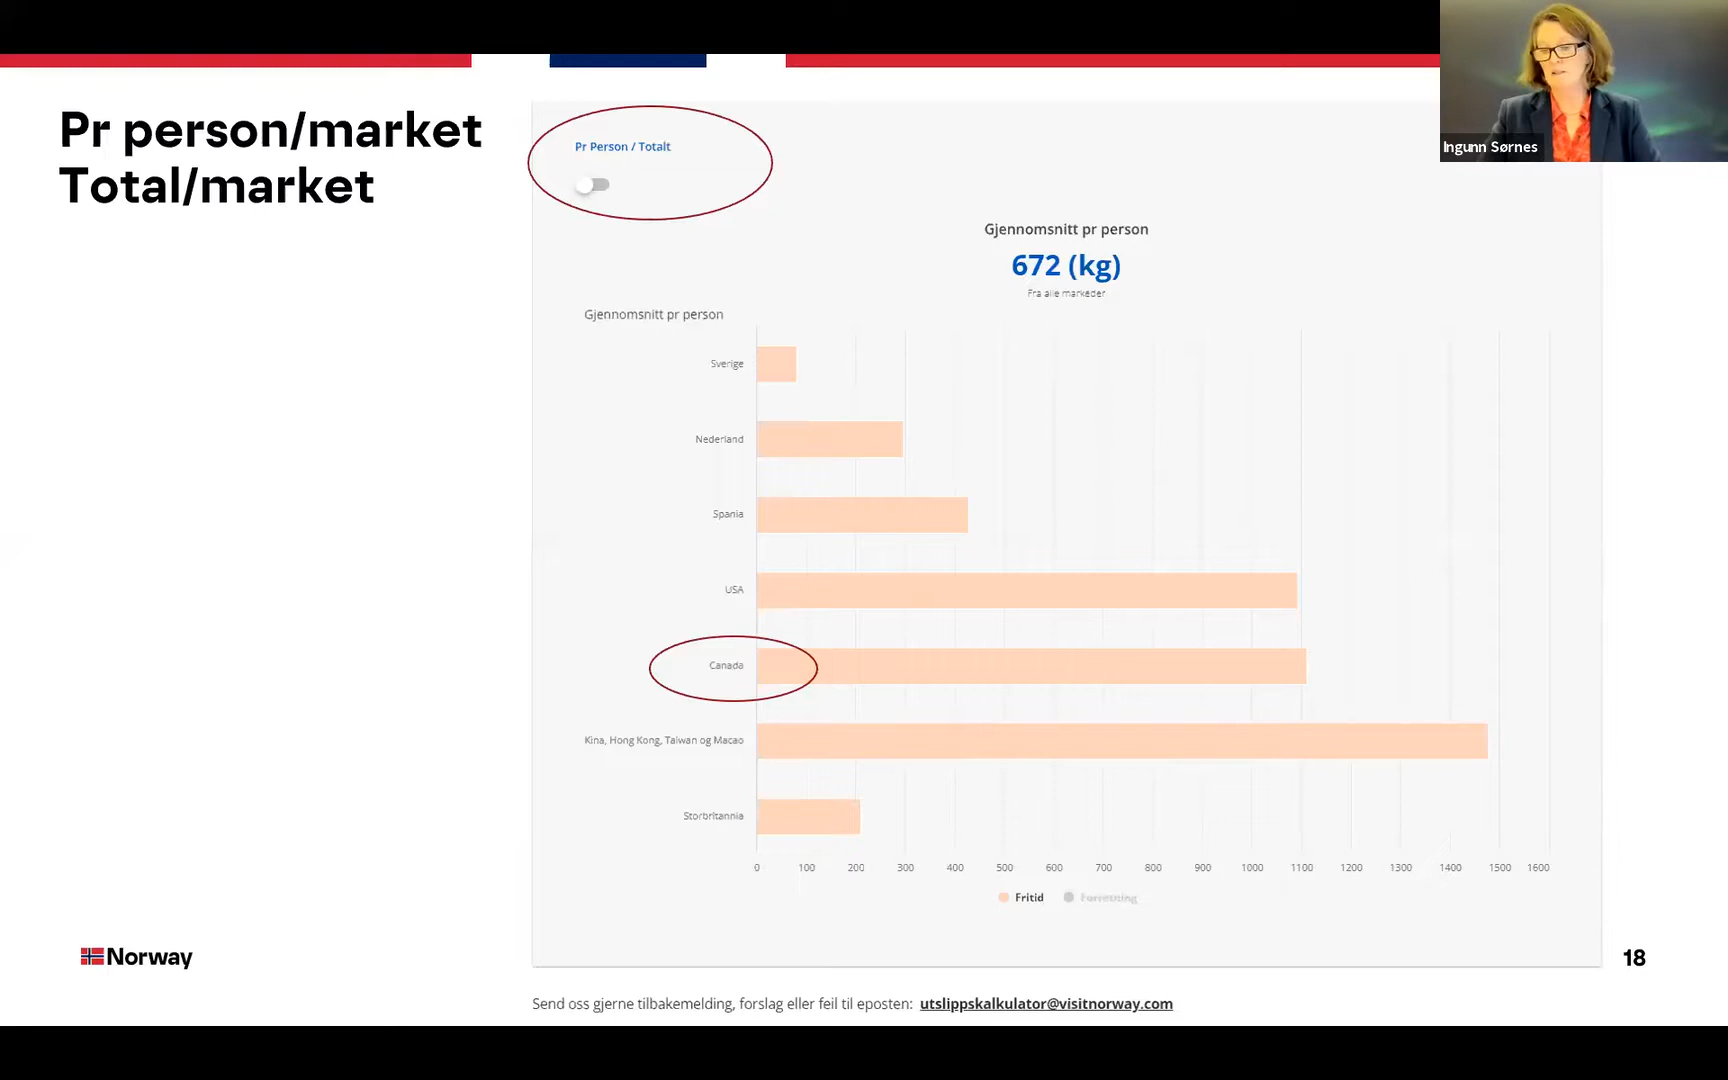 Pr person/market
Total/market
Ingunn Sørnes
Pr Person / Totalt
Gjennomsnitt pr person
672 (kg)
Fra alle markeder
Gjennomsnitt pr person
Sverige
Nederland
Spania
USA
Canada
Kina, Hong Kong, Taiwan og Macao
Storbritannia
0 100 200 300 400 500 600 700 800 900 1000 1100 1200 1300 1400 1500 1600
Fritid Forretning
Norway
18
Send oss gjerne tilbakemelding, forslag eller feil til eposten: utslippskalkulator@visitnorway.com